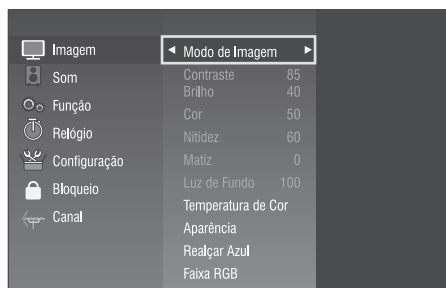 Imagem
Som
Função
Relógio
Configuração
Bloqueio
Canal
Modo de Imagem
Contraste 85
Brilho 40
Cor 50
Nitidez 60
Matiz 0
Luz de Fundo 100
Temperatura de Cor
Aparência
Realçar Azul
Faixa RGB